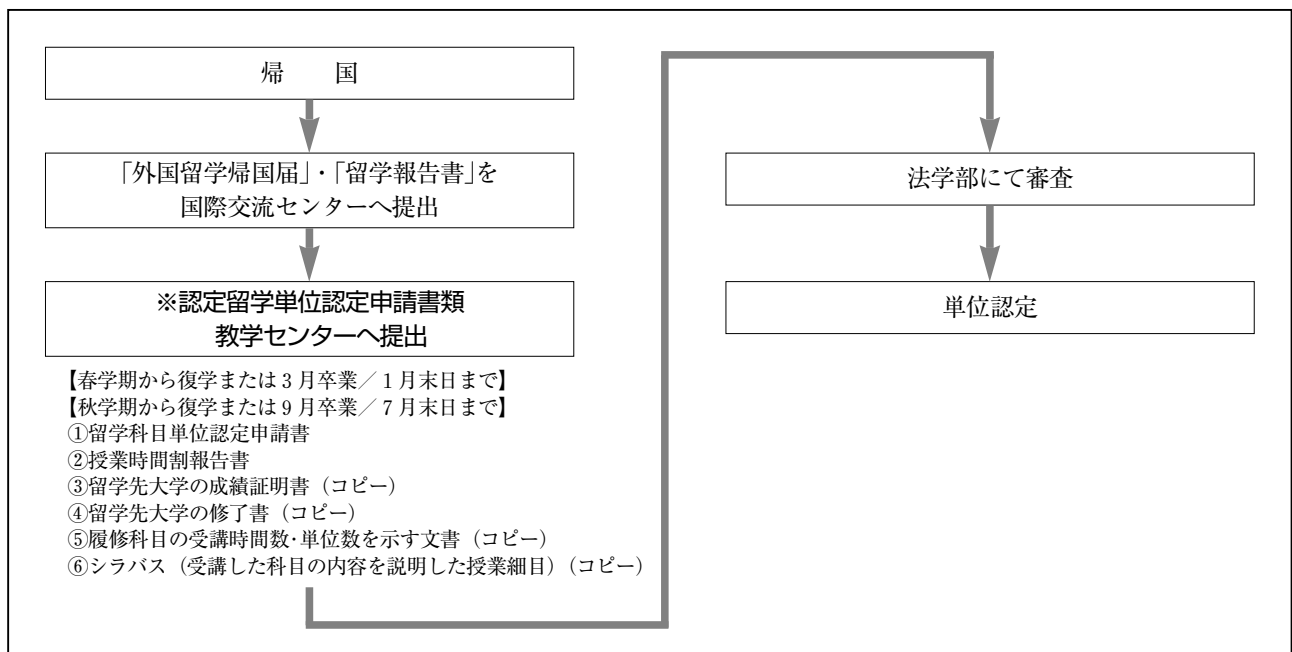 帰　　国
「外国留学帰国届」・「留学報告書」を
国際交流センターへ提出
※認定留学単位認定申請書類
教学センターへ提出
【春学期から復学または3月卒業／1月末日まで】
【秋学期から復学または9月卒業／7月末日まで】
①留学科目単位認定申請書
②授業時間割報告書
③留学先大学の成績証明書（コピー）
④留学先大学の修了書（コピー）
⑤履修科目の受講時間数・単位数を示す文書（コピー）
⑥シラバス（受講した科目の内容を説明した授業細目）（コピー）
法学部にて審査
単位認定